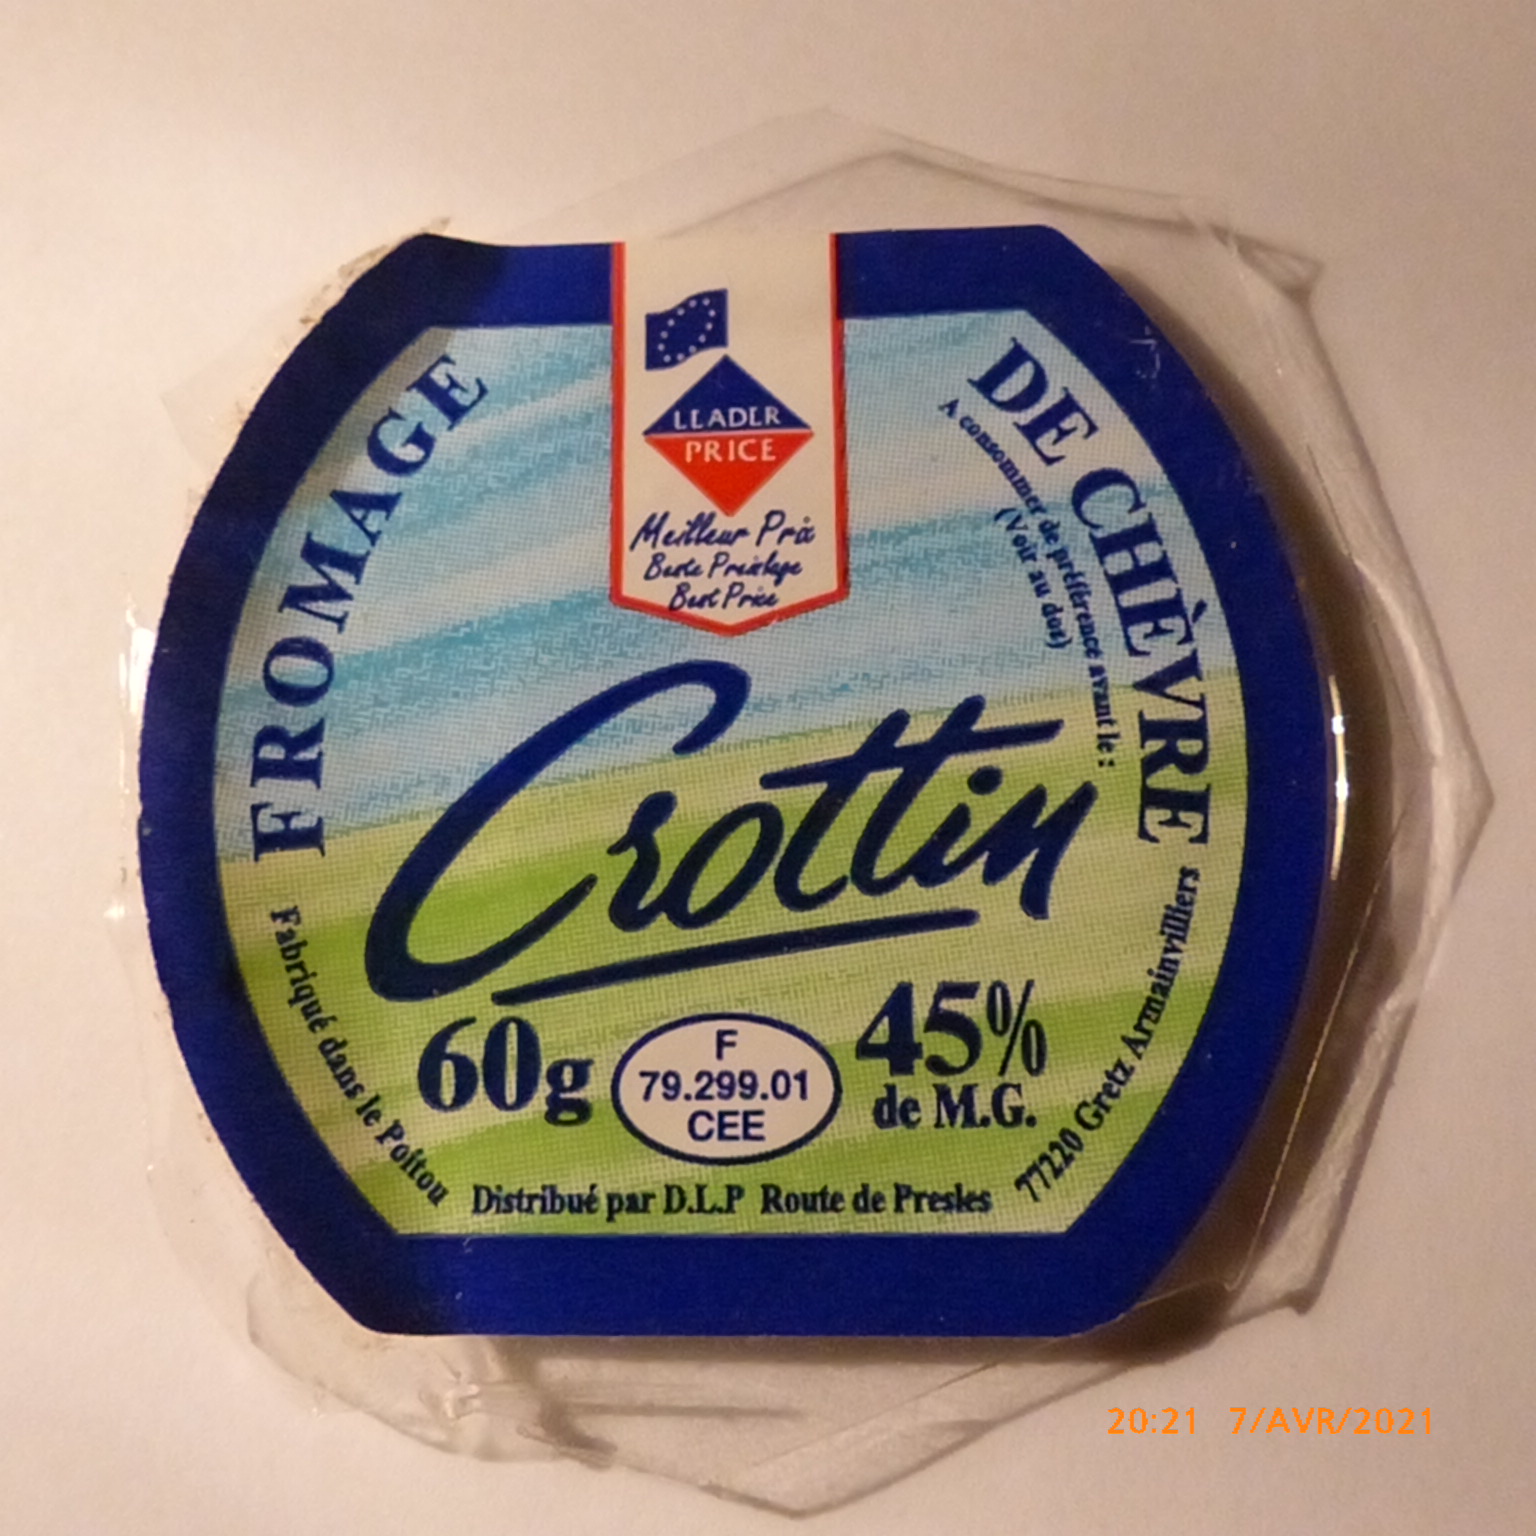 LEADER
PRICE
Meilleur Prix
Beste Preislage
Best Price
FROMAGE
DE CHÈVRE
A consommer de préférence avant le :
(Voir au dos)
Crottin
60g
F
79.299.01
CEE
45%
de M.G.
Fabriqué dans le Poitou
Distribué par D.L.P Route de Presles
77220 Gretz Armainvilliers
20:21 7/AVR/2021